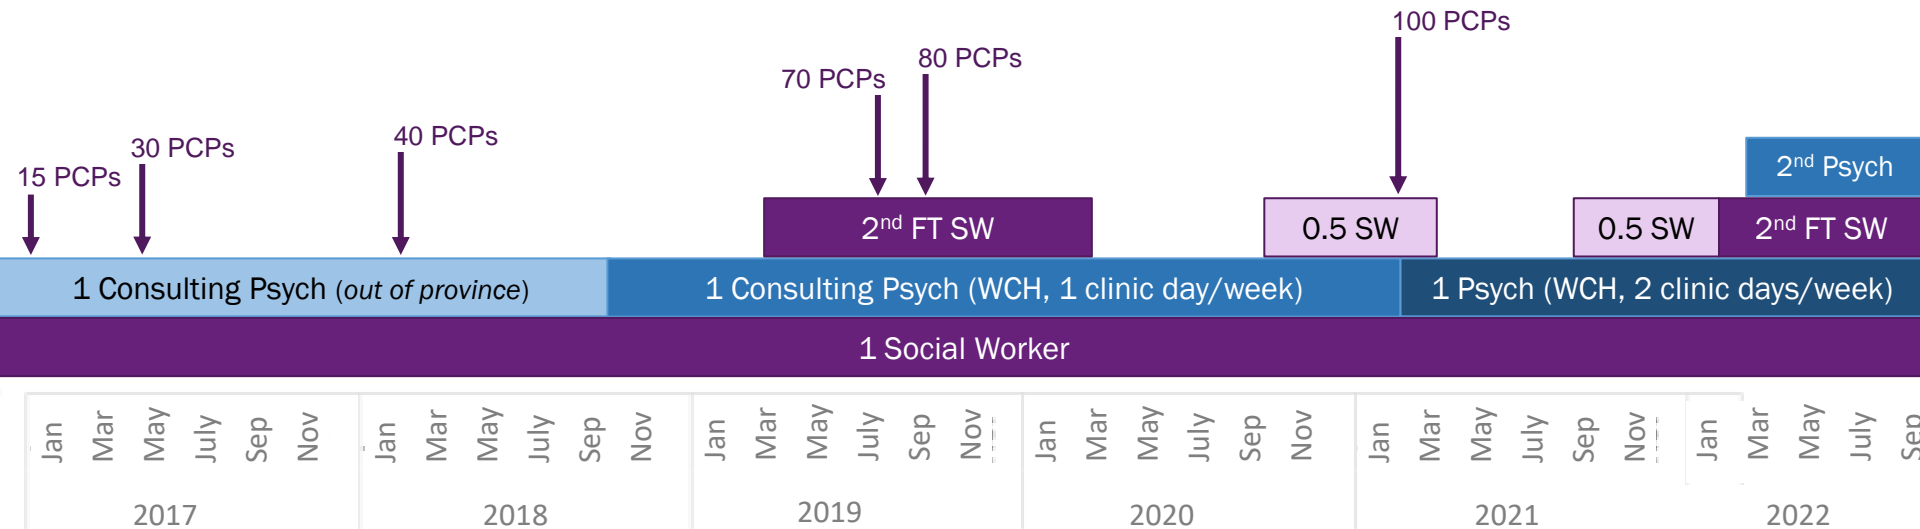 100 PCPs
80 PCPs
70 PCPs
40 PCPs
30 PCPs
15 PCPs
2nd Psych
2nd FT SW
0.5 SW
0.5 SW
2nd FT SW
1 Consulting Psych (out of province)
1 Consulting Psych (WCH, 1 clinic day/week)
1 Psych (WCH, 2 clinic days/week)
1 Social Worker
Jan Mar May July Sep Nov Jan Mar May July Sep Nov Jan Mar May July Sep Nov Jan Mar May July Sep Nov Jan Mar May July Sep Nov Jan Mar May July Sep
2017 2018 2019 2020 2021 2022